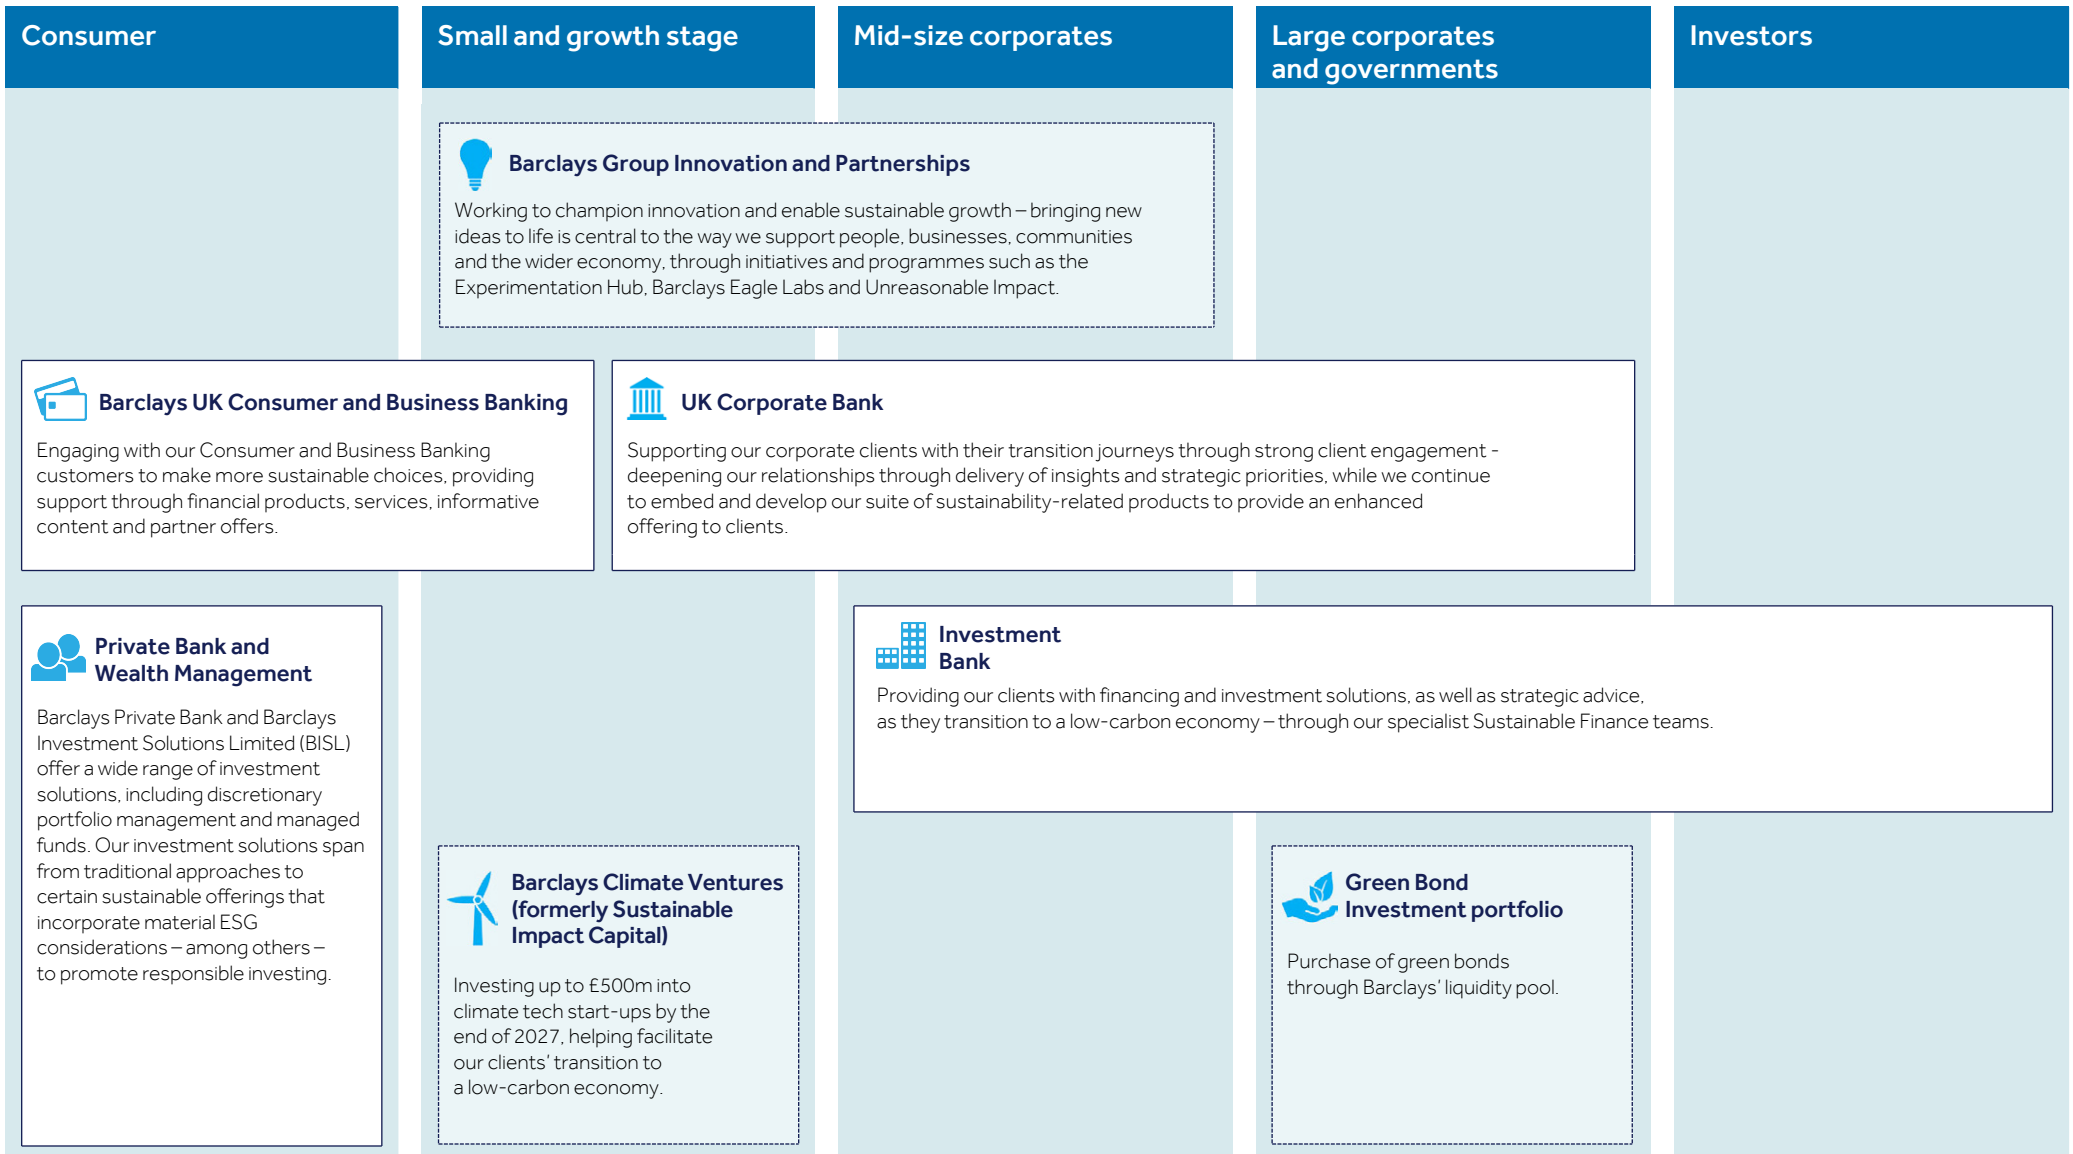 Consumer
Small and growth stage
Mid-size corporates
Large corporates
and governments
Investors
Barclays Group Innovation and Partnerships
Working to champion innovation and enable sustainable growth – bringing new
ideas to life is central to the way we support people, businesses, communities
and the wider economy, through initiatives and programmes such as the
Experimentation Hub, Barclays Eagle Labs and Unreasonable Impact.
Barclays UK Consumer and Business Banking
Engaging with our Consumer and Business Banking
customers to make more sustainable choices, providing
support through financial products, services, informative
content and partner offers.
UK Corporate Bank
Supporting our corporate clients with their transition journeys through strong client engagement -
deepening our relationships through delivery of insights and strategic priorities, while we continue
to embed and develop our suite of sustainability-related products to provide an enhanced
offering to clients.
Private Bank and
Wealth Management
Barclays Private Bank and Barclays
Investment Solutions Limited (BISL)
offer a wide range of investment
solutions, including discretionary
portfolio management and managed
funds. Our investment solutions span
from traditional approaches to
certain sustainable offerings that
incorporate material ESG
considerations – among others –
to promote responsible investing.
Investment
Bank
Providing our clients with financing and investment solutions, as well as strategic advice,
as they transition to a low-carbon economy – through our specialist Sustainable Finance teams.
Barclays Climate Ventures
(formerly Sustainable
Impact Capital)
Investing up to £500m into
climate tech start-ups by the
end of 2027, helping facilitate
our clients' transition to
a low-carbon economy.
Green Bond
Investment portfolio
Purchase of green bonds
through Barclays' liquidity pool.